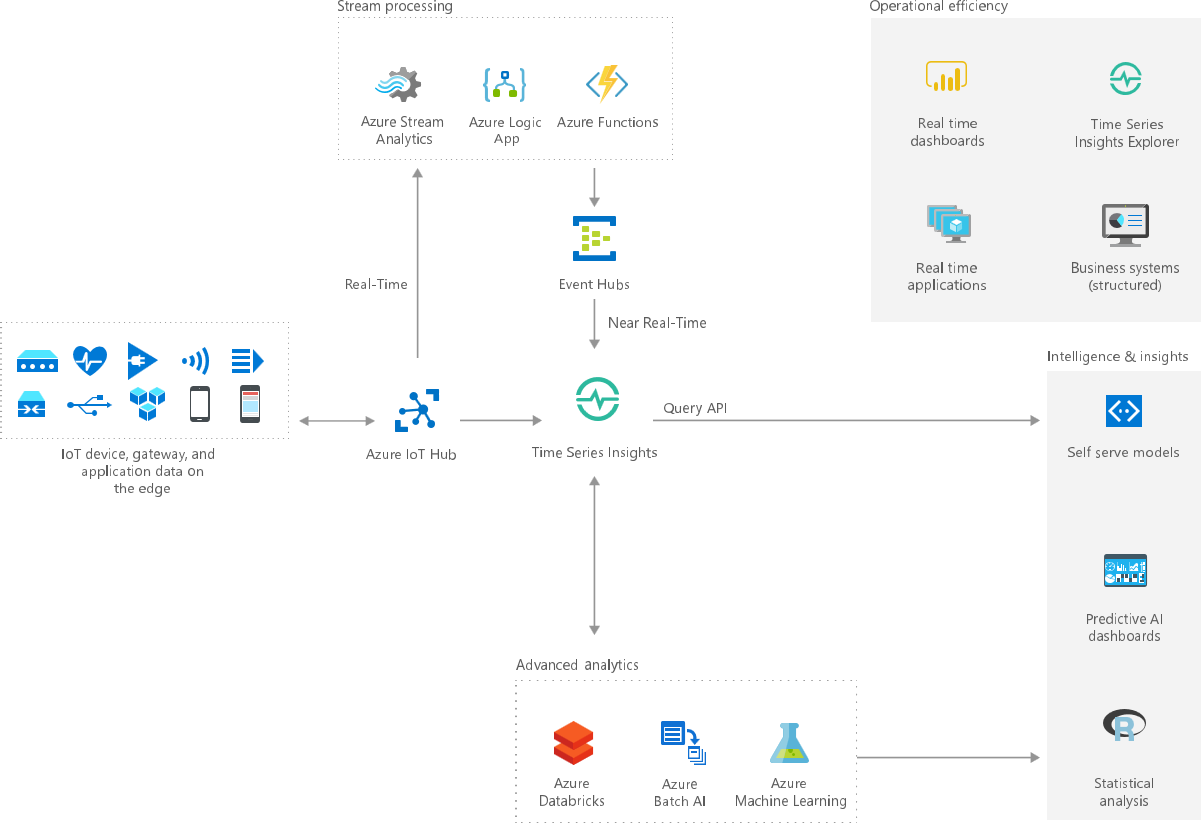 Stream processing
Azure Stream
Analytics
Azure Logic
App
Azure Functions
Operational efficiency
Real time
dashboards
Time Series
Insights Explorer
Real time
applications
Business systems
(structured)
Event Hubs
Real-Time
Near Real-Time
IoT device, gateway, and
application data on
the edge
Azure IoT Hub
Time Series Insights
Query API
Intelligence & insights
Self serve models
Predictive AI
dashboards
Statistical
analysis
Advanced analytics
Azure
Databricks
Azure
Batch AI
Azure
Machine Learning
R